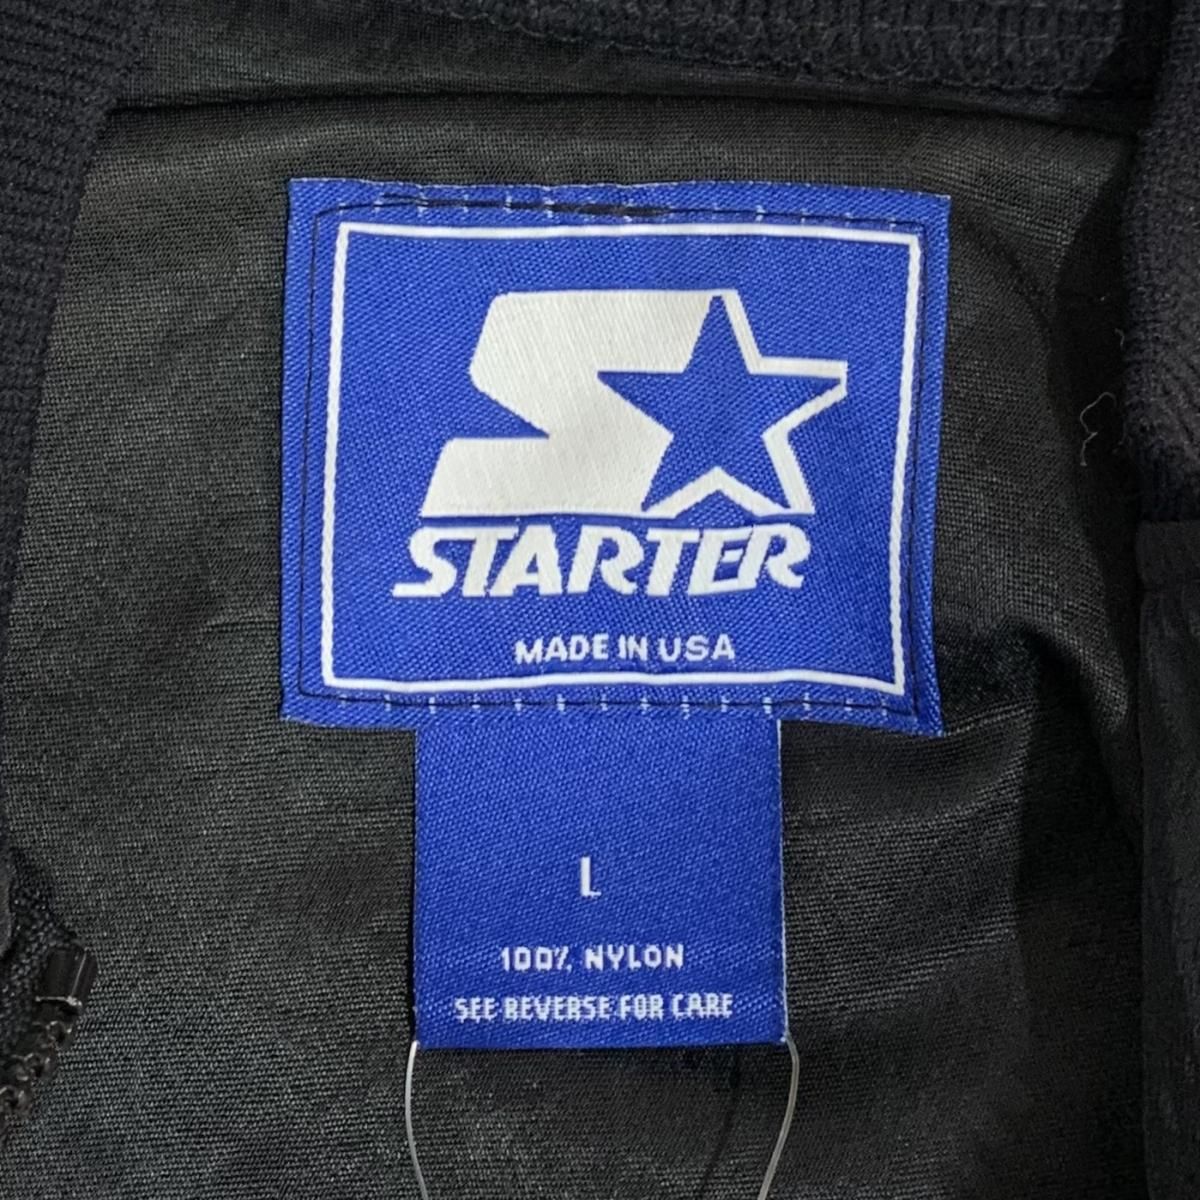 STARTER
MADE IN USA
L
100% NYLON
SEE REVERSE FOR CARE